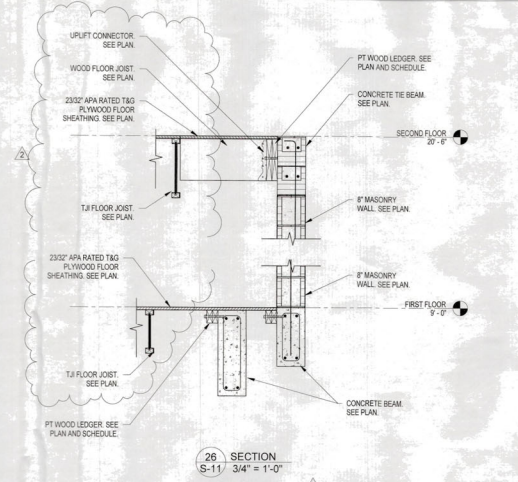 UPLIFT CONNECTOR.
SEE PLAN.
WOOD FLOOR JOIST.
SEE PLAN.
23/32" APA RATED T&G
PLYWOOD FLOOR
SHEATHING. SEE PLAN.
PT WOOD LEDGER. SEE
PLAN AND SCHEDULE.
CONCRETE TIE BEAM.
SEE PLAN.
SECOND FLOOR
20' - 6"
2
TJI FLOOR JOIST.
SEE PLAN.
8" MASONRY
WALL. SEE PLAN.
23/32" APA RATED T&G
PLYWOOD FLOOR
SHEATHING. SEE PLAN.
8" MASONRY
WALL. SEE PLAN.
FIRST FLOOR
9' - 0"
TJI FLOOR JOIST.
SEE PLAN.
PT WOOD LEDGER. SEE
PLAN AND SCHEDULE.
CONCRETE BEAM.
SEE PLAN.
26 SECTION
S-11 3/4" = 1'-0"